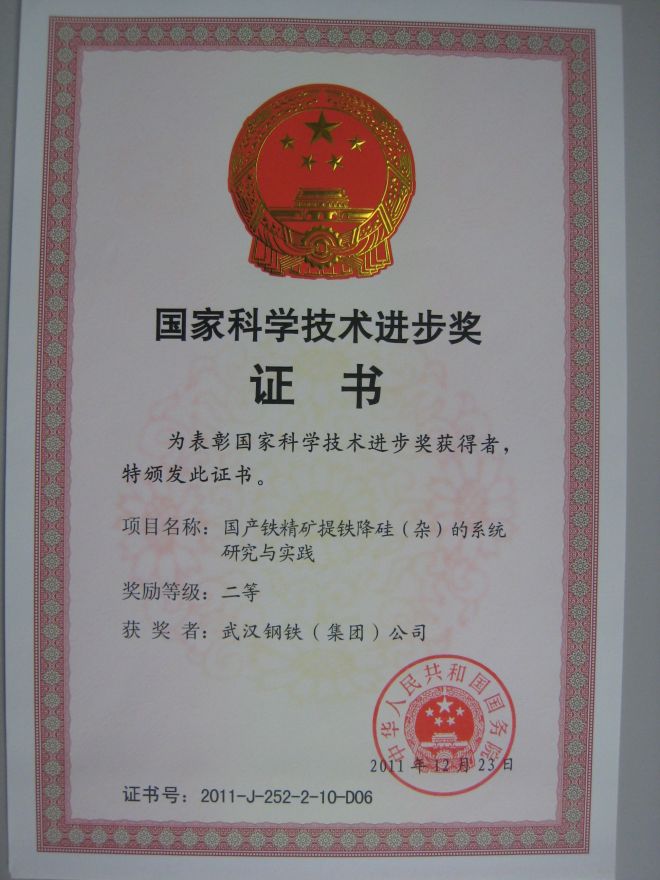 国家科学技术进步奖
证 书
为表彰国家科学技术进步奖获得者，
特颁发此证书。
项目名称：国产铁精矿提铁降硅（杂）的系统
研究与实践
奖励等级：二等
获 奖 者：武汉钢铁（集团）公司
中华人民共和国国务院
2011年12月23日
证书号：2011-J-252-2-10-D06